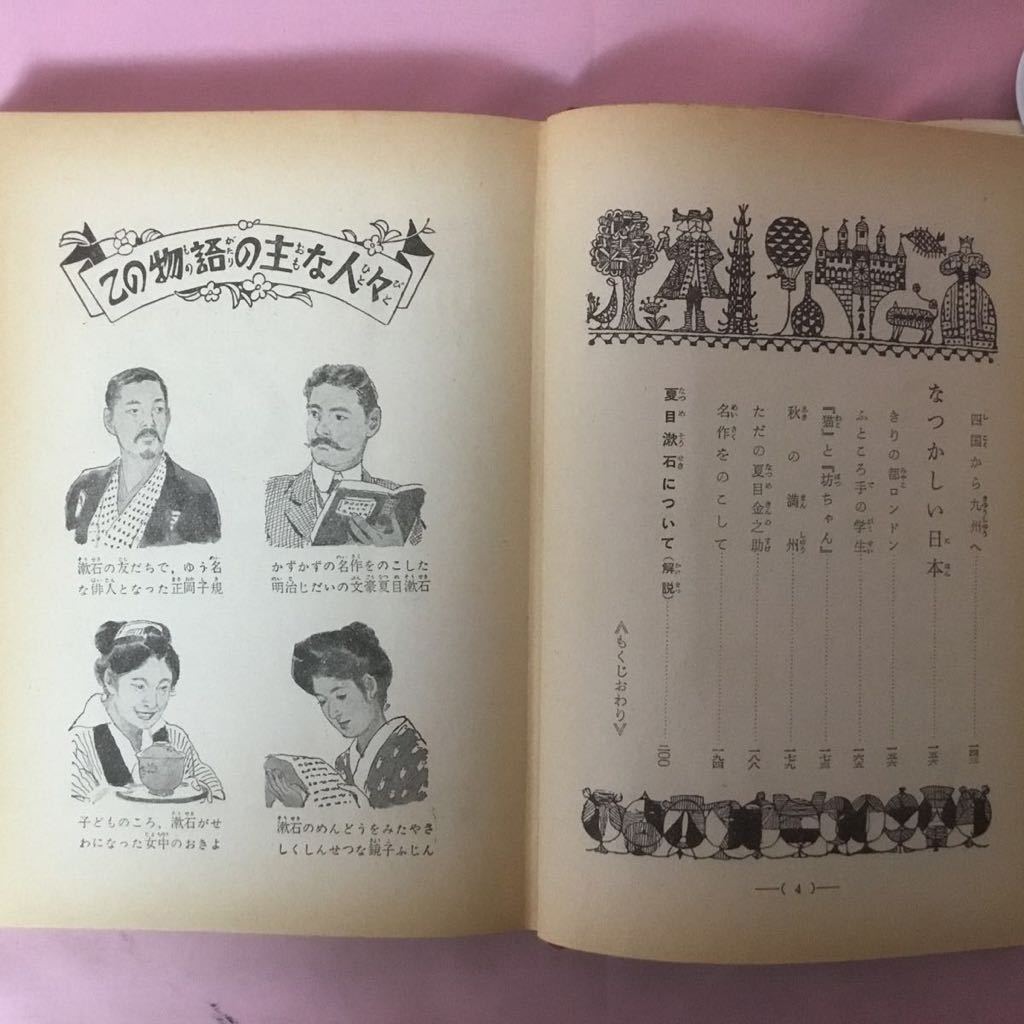 四国から九州へ
なつかしい日本 一五六
きりの都ロンドン 一五六
ふところ手の学生
『猫』と『坊ちゃん』
秋の満州 一七九
ただの夏目金之助 一八八
名作をのこして 一九四
夏目漱石について(解説) 二〇〇
《もくじおわり》
―( 4 )―
この物語の主な人々
かずかずの名作をのこした
明治じだいの文豪夏目漱石
漱石の友だちで，ゆう名
な俳人となった正岡子規
漱石のめんどうをみたやさ
しくしんせつな鏡子ふじん
子どものころ，漱石がせ
わになった女中のおきよ